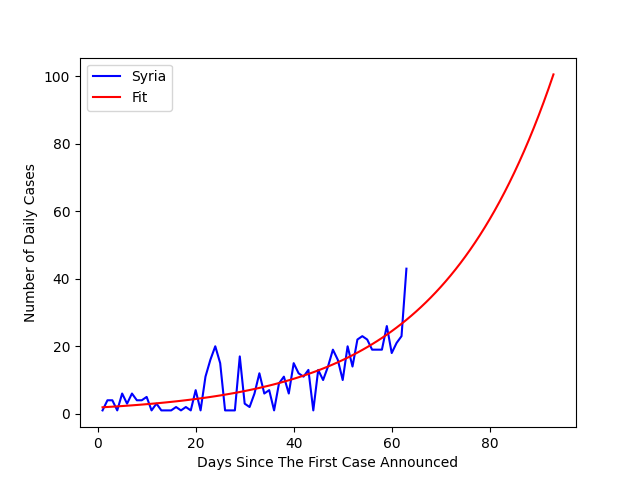 Syria
Fit
100
80
60
40
20
0
Number of Daily Cases
0 20 40 60 80
Days Since The First Case Announced